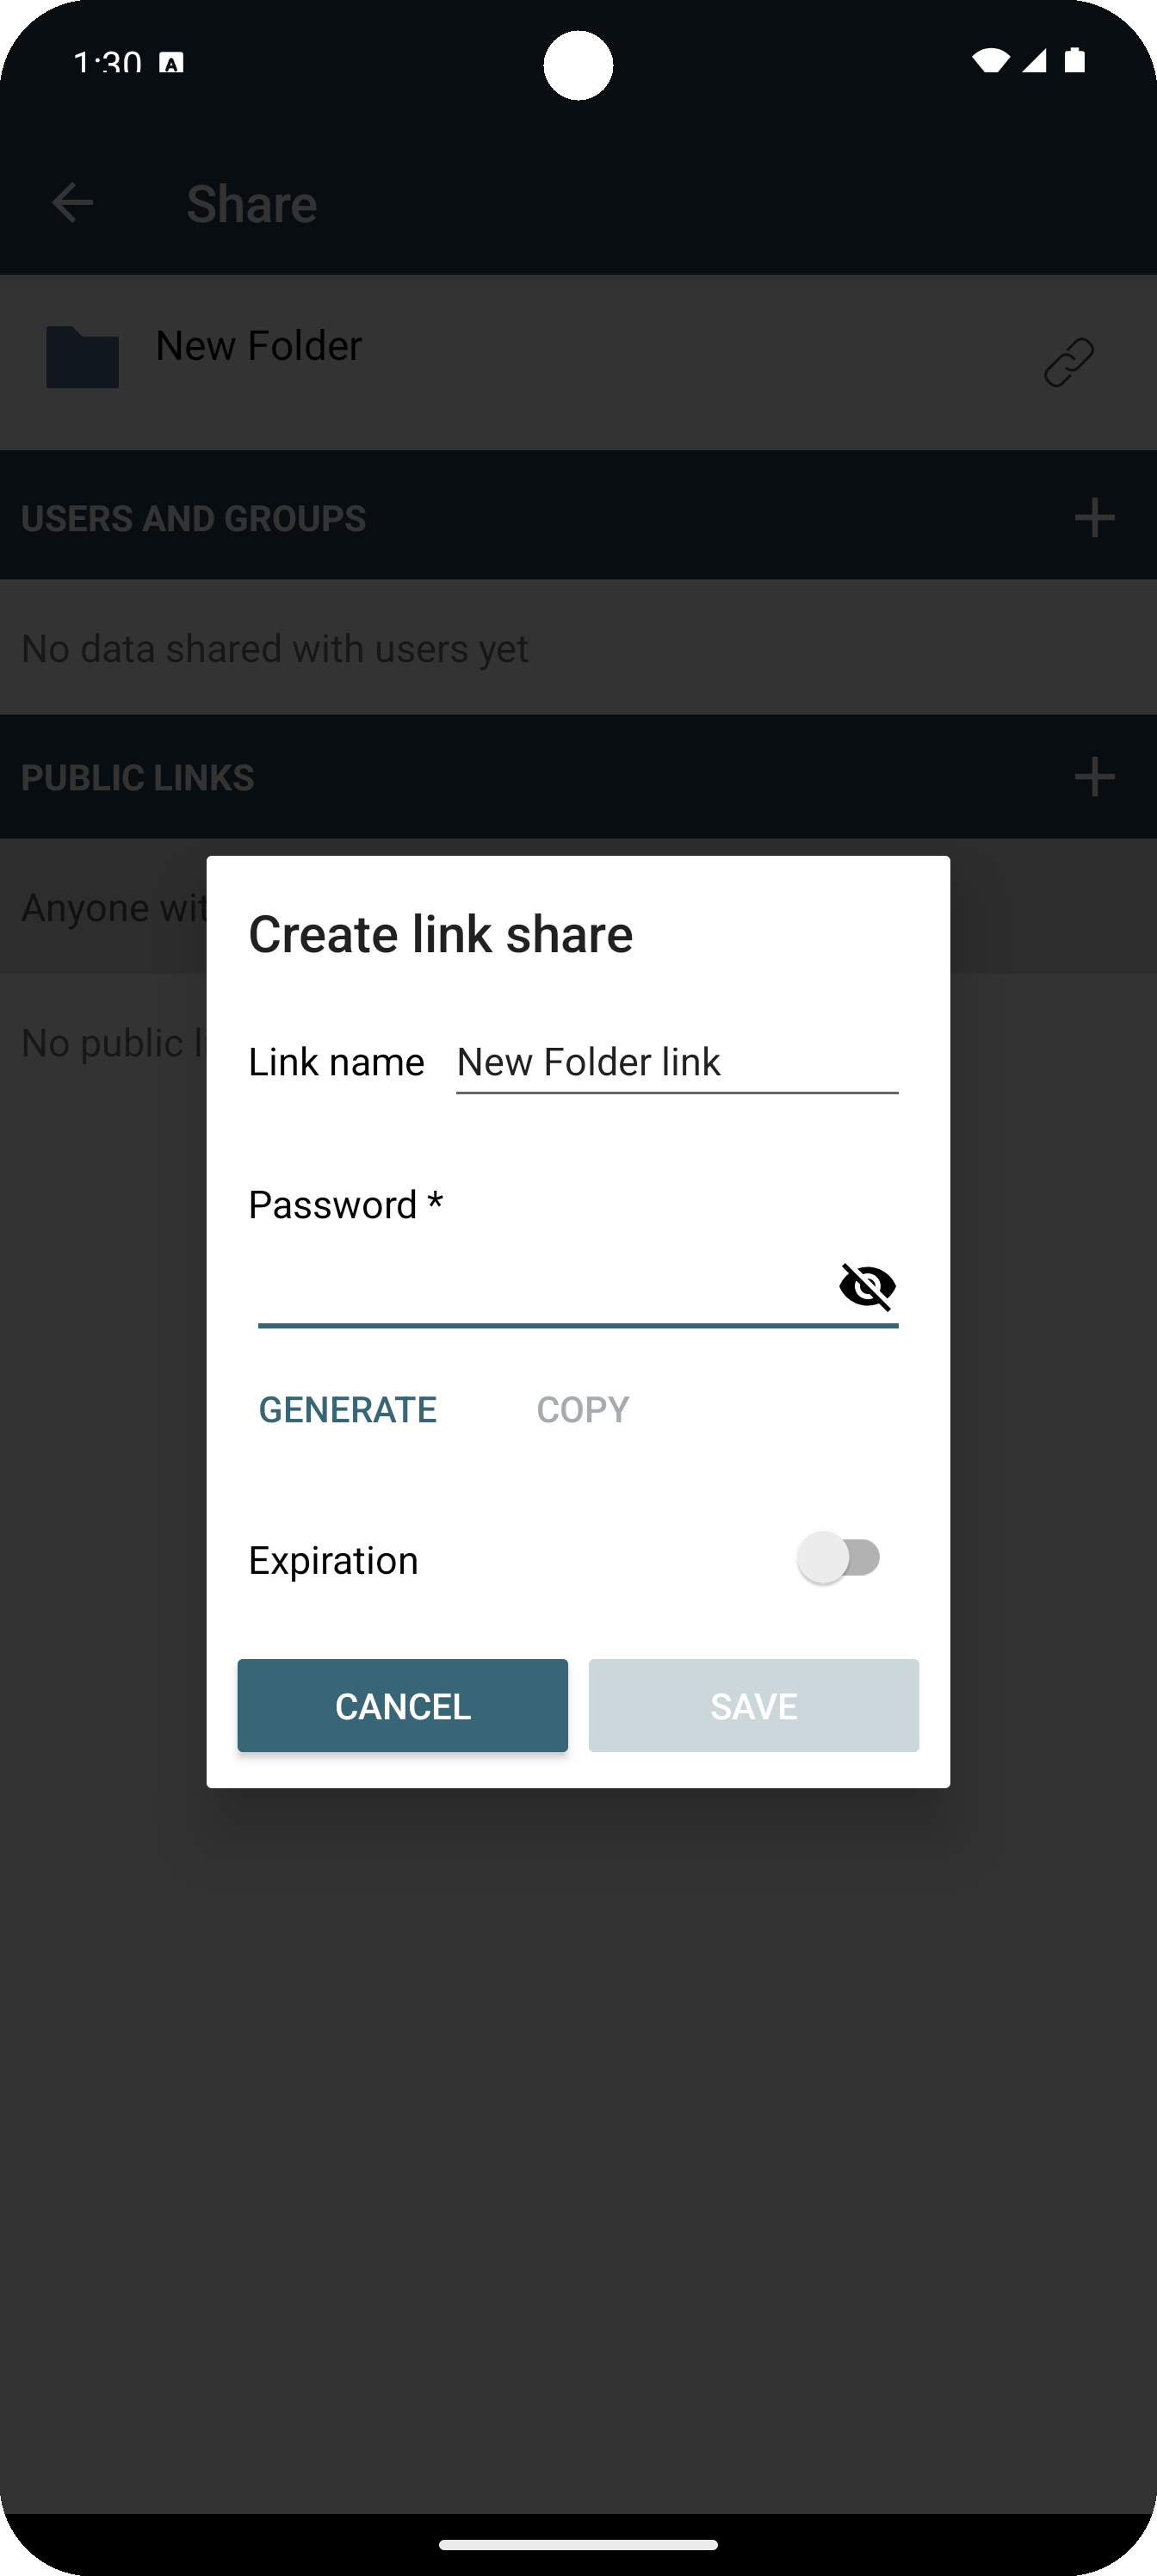 1:30 A
Share
New Folder
USERS AND GROUPS
No data shared with users yet
PUBLIC LINKS
Anyone wit
Create link share
No public l
Link name New Folder link
Password *
GENERATE COPY
Expiration
CANCEL SAVE